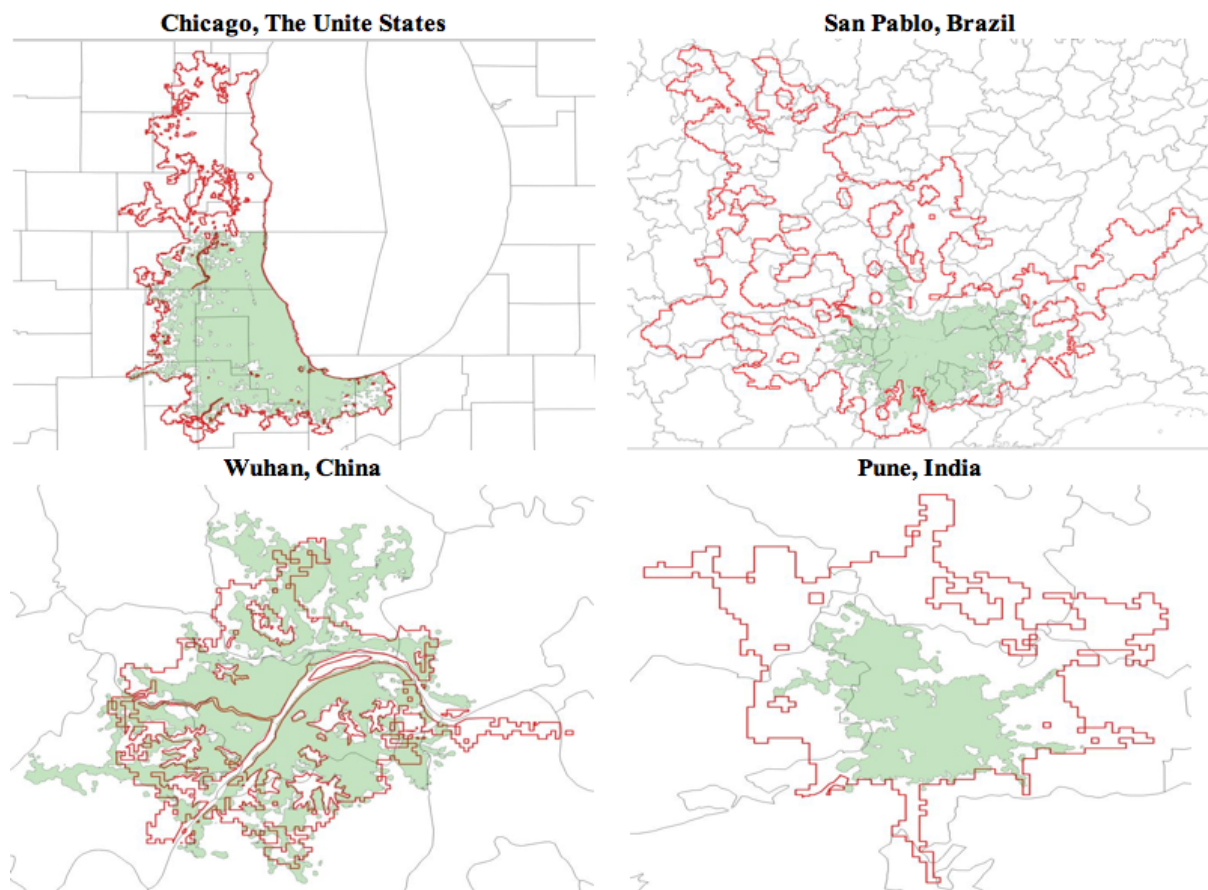 Chicago, The Unite States
San Pablo, Brazil
Wuhan, China
Pune, India